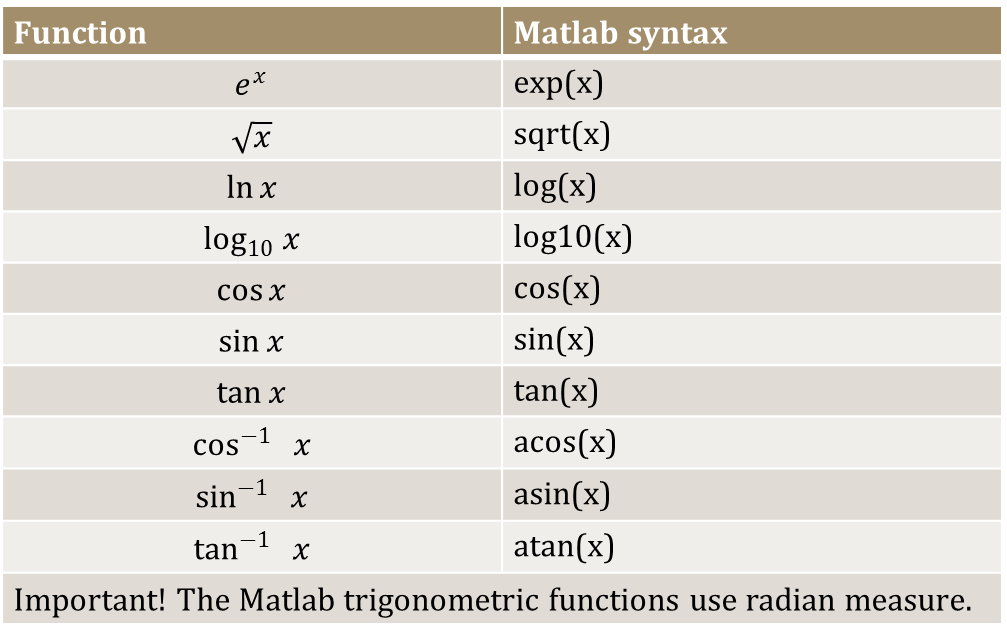 Function Matlab syntax
eˣ exp(x)
√x sqrt(x)
ln x log(x)
log₁₀ x log10(x)
cos x cos(x)
sin x sin(x)
tan x tan(x)
cos⁻¹ x acos(x)
sin⁻¹ x asin(x)
tan⁻¹ x atan(x)
Important! The Matlab trigonometric functions use radian measure.